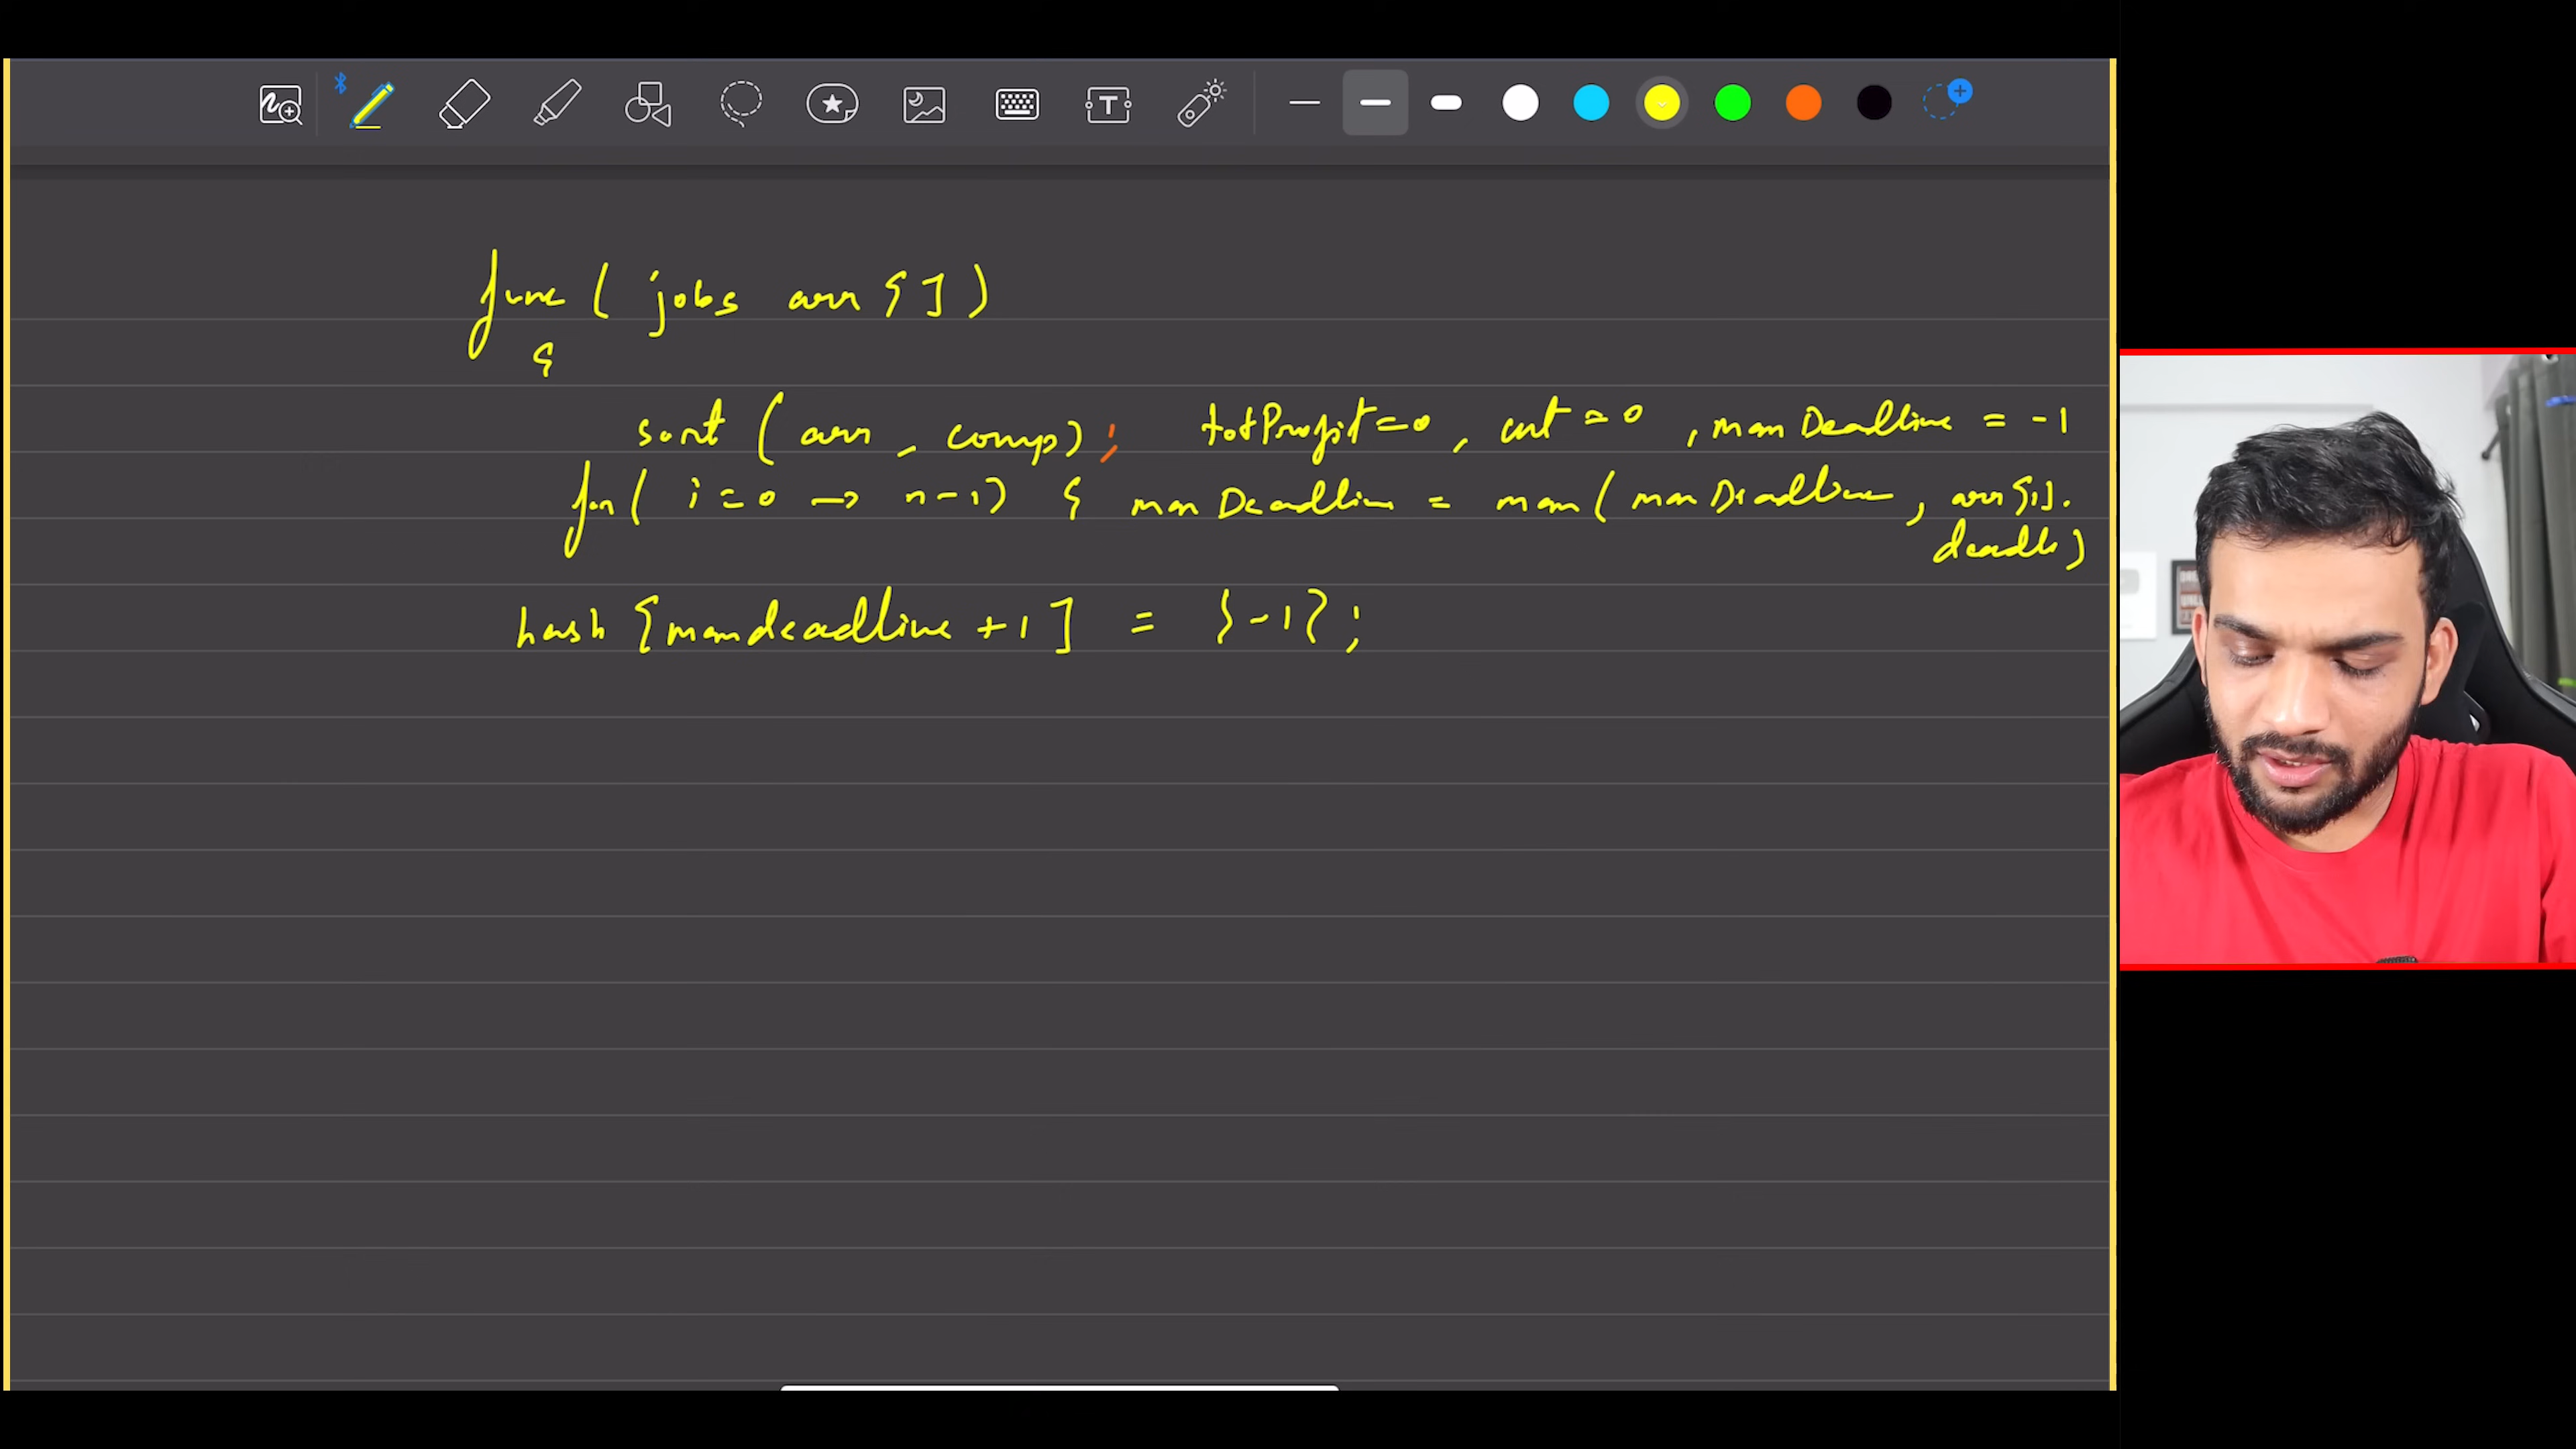 func ( jobs arr [ ] )
{
sort ( arr , comp ) ; totProfit = 0 , cnt = 0 , maxDeadline = -1
for ( i = 0 → n - 1 ) { maxDeadline = max ( maxDeadline , arr [i] .
deadli )
hash [maxdeadline + 1 ] = { -1 } ;